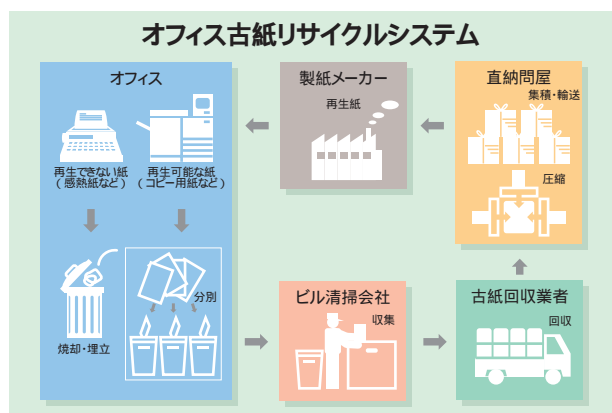 オフィス古紙リサイクルシステム
オフィス
再生できない紙
(感熱紙など)
再生可能な紙
(コピー用紙など)
焼却・埋立
分別
ビル清掃会社
収集
古紙回収業者
回収
直納問屋
集積・輸送
圧縮
製紙メーカー
再生紙